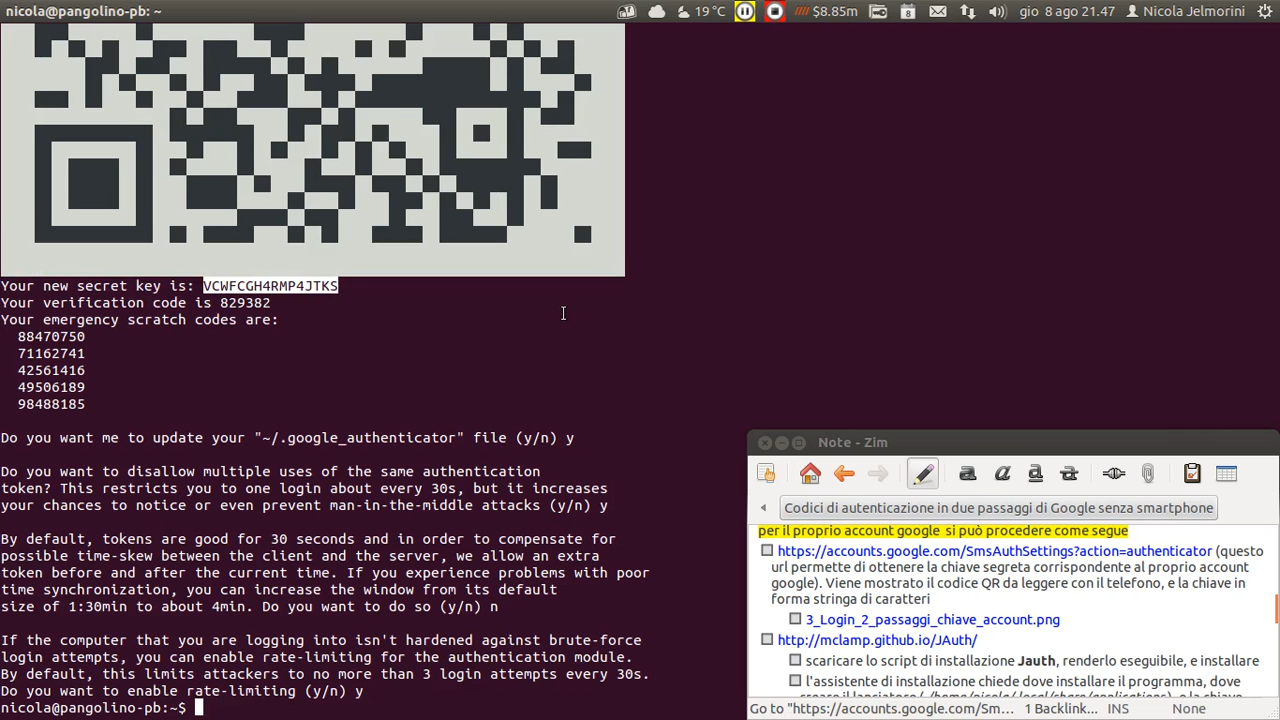 nicola@pangolino-pb: ~
19 °C
$8.85m
8
gio 8 ago 21.47
Nicola Jelmorini
Your new secret key is: VCWFCGH4RMP4JTKS
Your verification code is 829382
Your emergency scratch codes are:
88470750
71162741
42561416
49506189
98488185
Do you want me to update your "~/.google_authenticator" file (y/n) y
Do you want to disallow multiple uses of the same authentication
token? This restricts you to one login about every 30s, but it increases
your chances to notice or even prevent man-in-the-middle attacks (y/n) y
By default, tokens are good for 30 seconds and in order to compensate for
possible time-skew between the client and the server, we allow an extra
token before and after the current time. If you experience problems with poor
time synchronization, you can increase the window from its default
size of 1:30min to about 4min. Do you want to do so (y/n) n
If the computer that you are logging into isn't hardened against brute-force
login attempts, you can enable rate-limiting for the authentication module.
By default, this limits attackers to no more than 3 login attempts every 30s.
Do you want to enable rate-limiting (y/n) y
nicola@pangolino-pb:~$
Note - Zim
Codici di autenticazione in due passaggi di Google senza smartphone
per il proprio account google si può procedere come segue
https://accounts.google.com/SmsAuthSettings?action=authenticator (questo
url permette di ottenere la chiave segreta corrispondente al proprio account
google). Viene mostrato il codice QR da leggere con il telefono, e la chiave in
forma stringa di caratteri
3_Login_2_passaggi_chiave_account.png
http://mclamp.github.io/JAuth/
scaricare lo script di installazione Jauth, renderlo eseguibile, e installare
l'assistente di installazione chiede dove installare il programma, dove
creare il lanciatore (
Go to "https://accounts.google.com/Sm...
1 Backlink...
INS
None